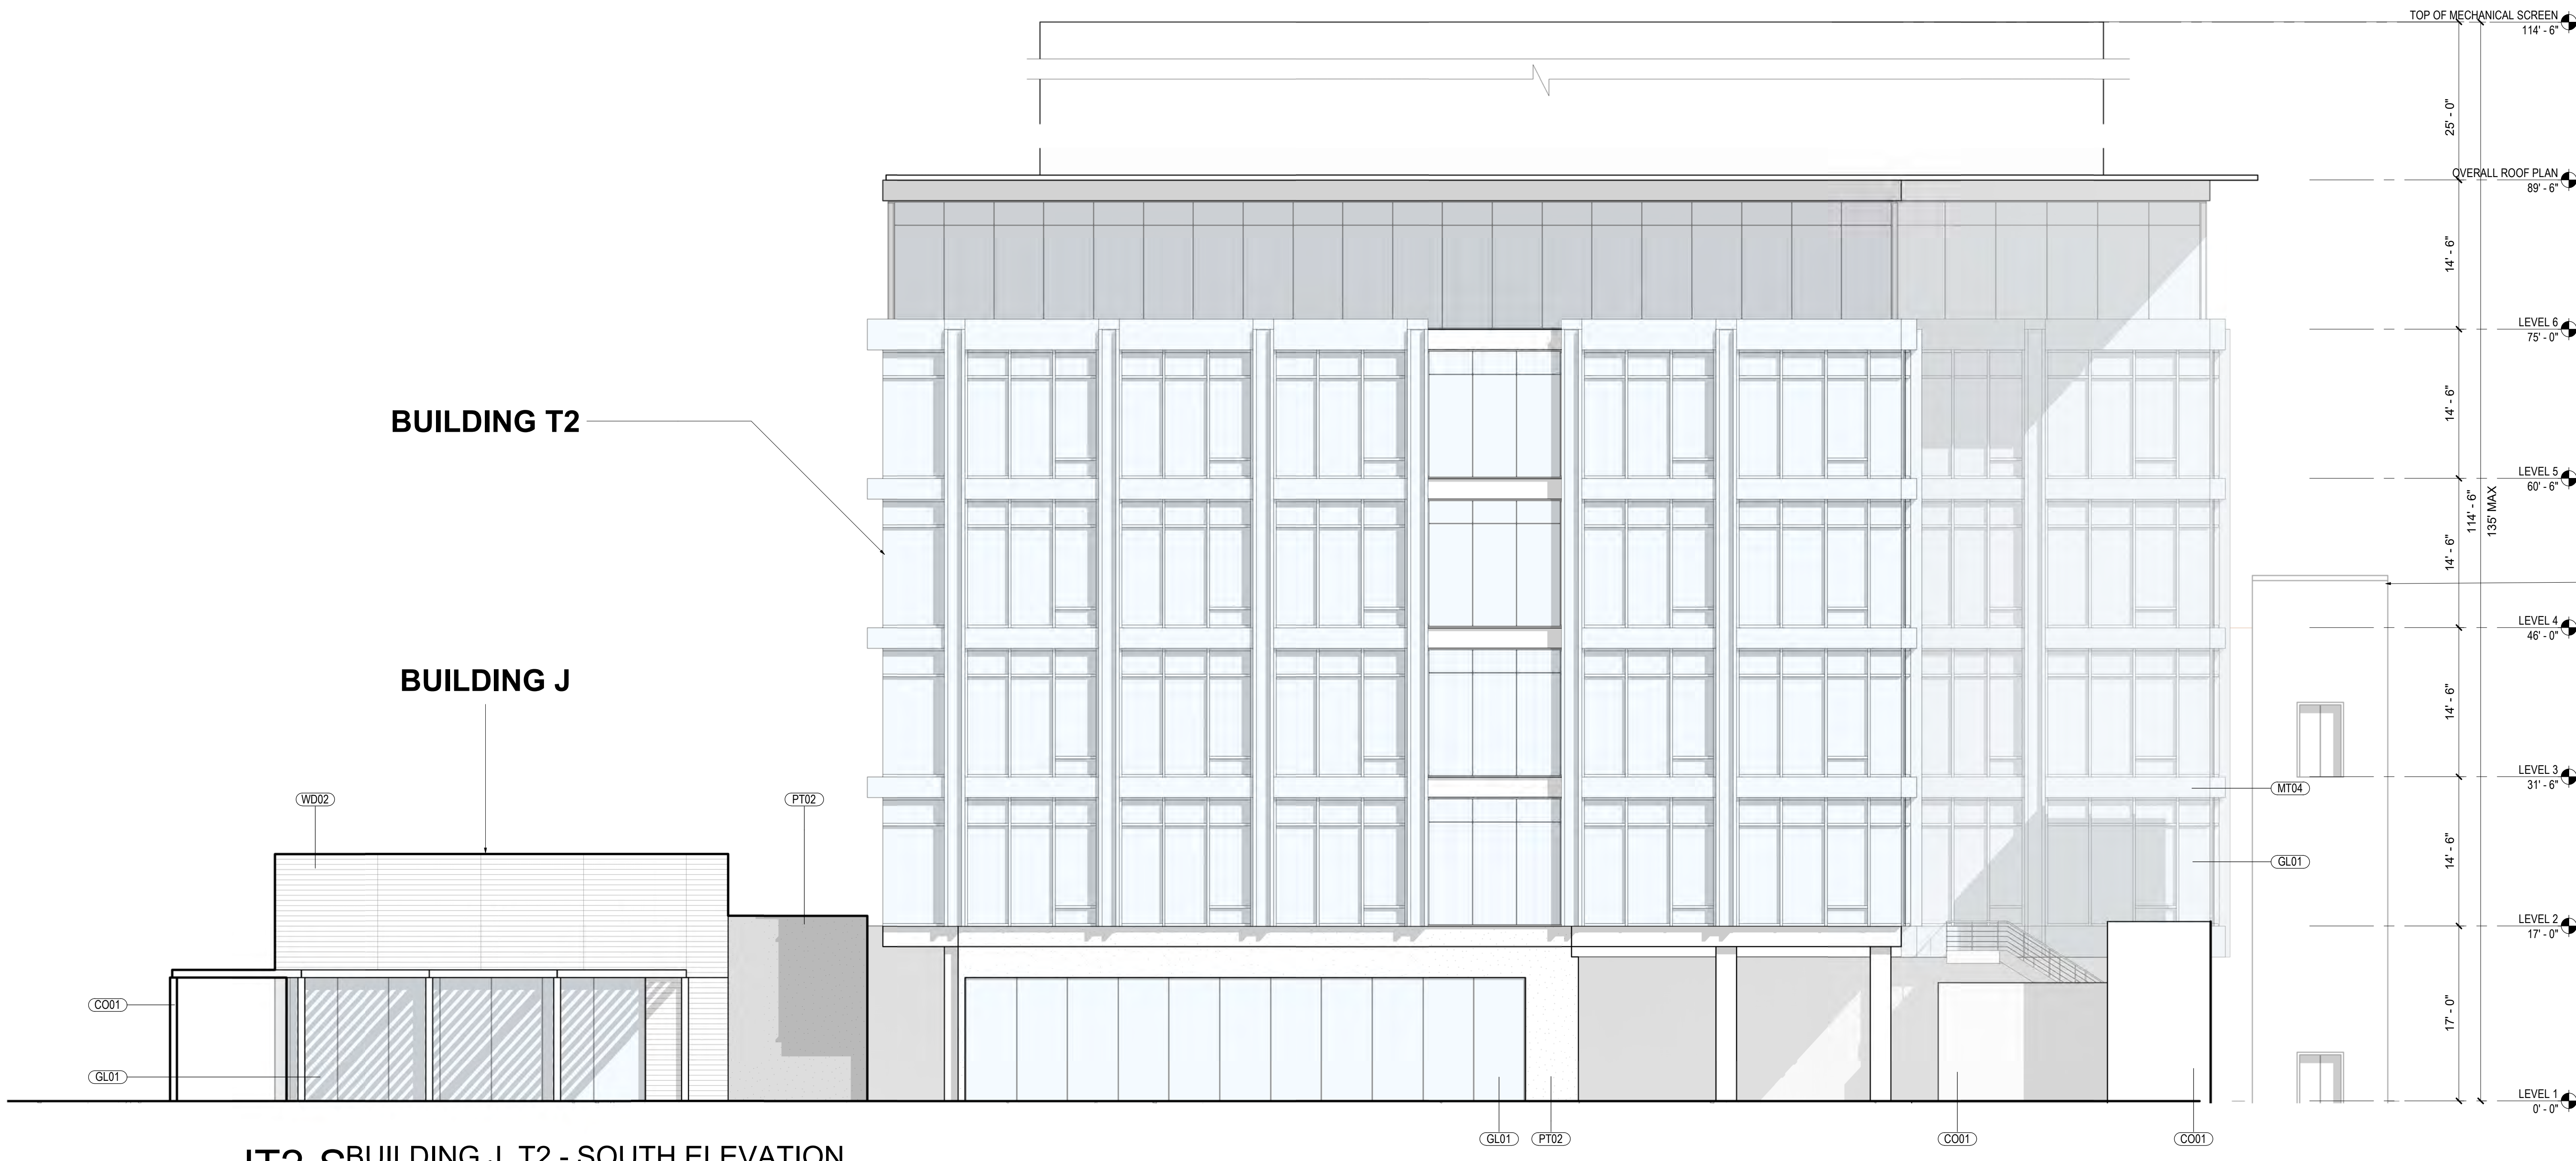 TOP OF MECHANICAL SCREEN
114' - 6"
25' - 0"
OVERALL ROOF PLAN
89' - 6"
14' - 6"
LEVEL 6
75' - 0"
14' - 6"
BUILDING T2
LEVEL 5
60' - 6"
114' - 6"
135' MAX
14' - 6"
LEVEL 4
46' - 0"
BUILDING J
14' - 6"
LEVEL 3
31' - 6"
MT04
WD02
PT02
14' - 6"
GL01
LEVEL 2
17' - 0"
CO01
17' - 0"
GL01
LEVEL 1
0' - 0"
GL01
PT02
CO01
CO01
JT2-S
BUILDING J, T2 - SOUTH ELEVATION